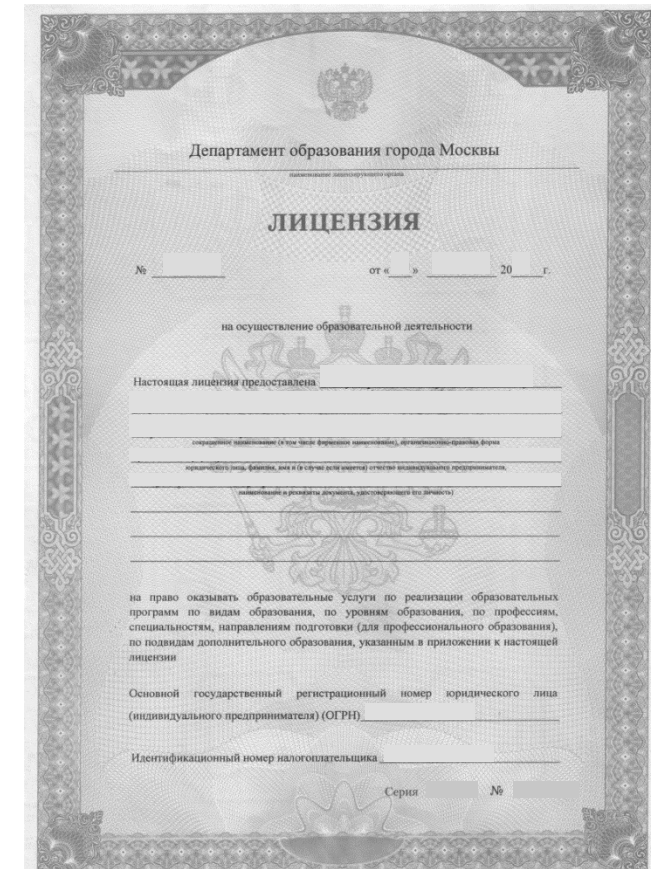 Департамент образования города Москвы
наименование лицензирующего органа
ЛИЦЕНЗИЯ
№ от « » 20 г.
на осуществление образовательной деятельности
Настоящая лицензия предоставлена
сокращенное наименование (в том числе фирменное наименование), организационно-правовая форма
юридического лица, фамилия, имя и (в случае если имеется) отчество индивидуального предпринимателя,
наименование и реквизиты документа, удостоверяющего его личность)
на право оказывать образовательные услуги по реализации образовательных
программ по видам образования, по уровням образования, по профессиям,
специальностям, направлениям подготовки (для профессионального образования),
по подвидам дополнительного образования, указанным в приложении к настоящей
лицензии
Основной государственный регистрационный номер юридического лица
(индивидуального предпринимателя) (ОГРН)
Идентификационный номер налогоплательщика
Серия №